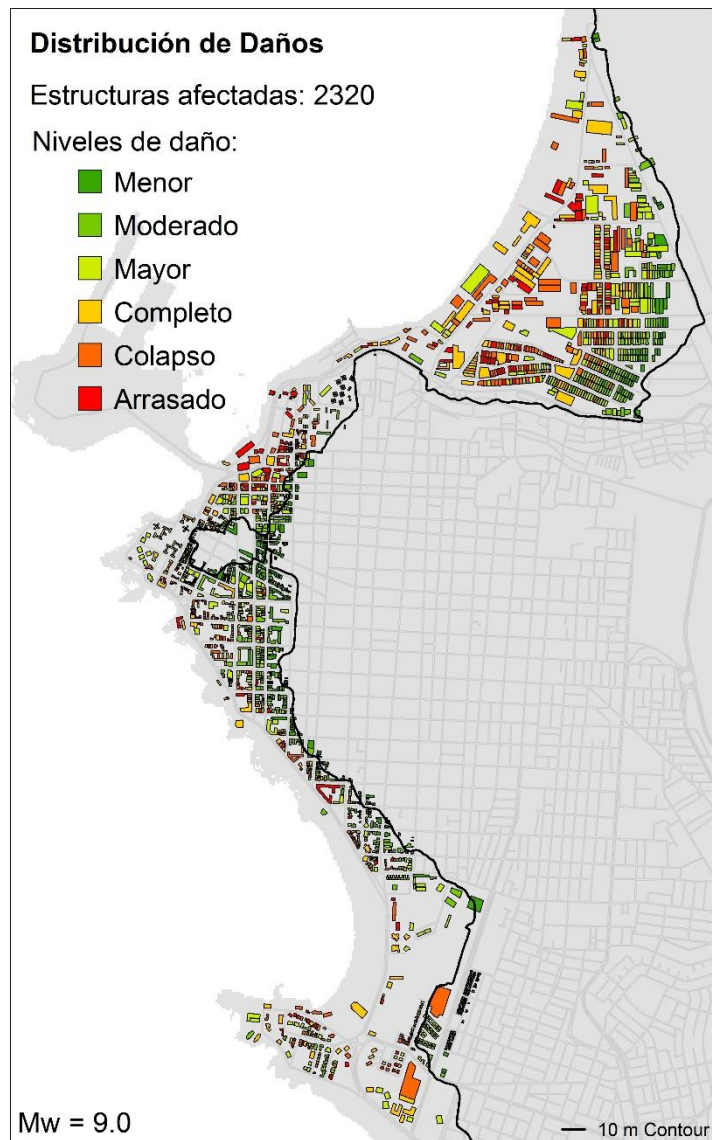 Distribución de Daños
Estructuras afectadas: 2320
Niveles de daño:
Menor
Moderado
Mayor
Completo
Colapso
Arrasado
Mw = 9.0
10 m Contour